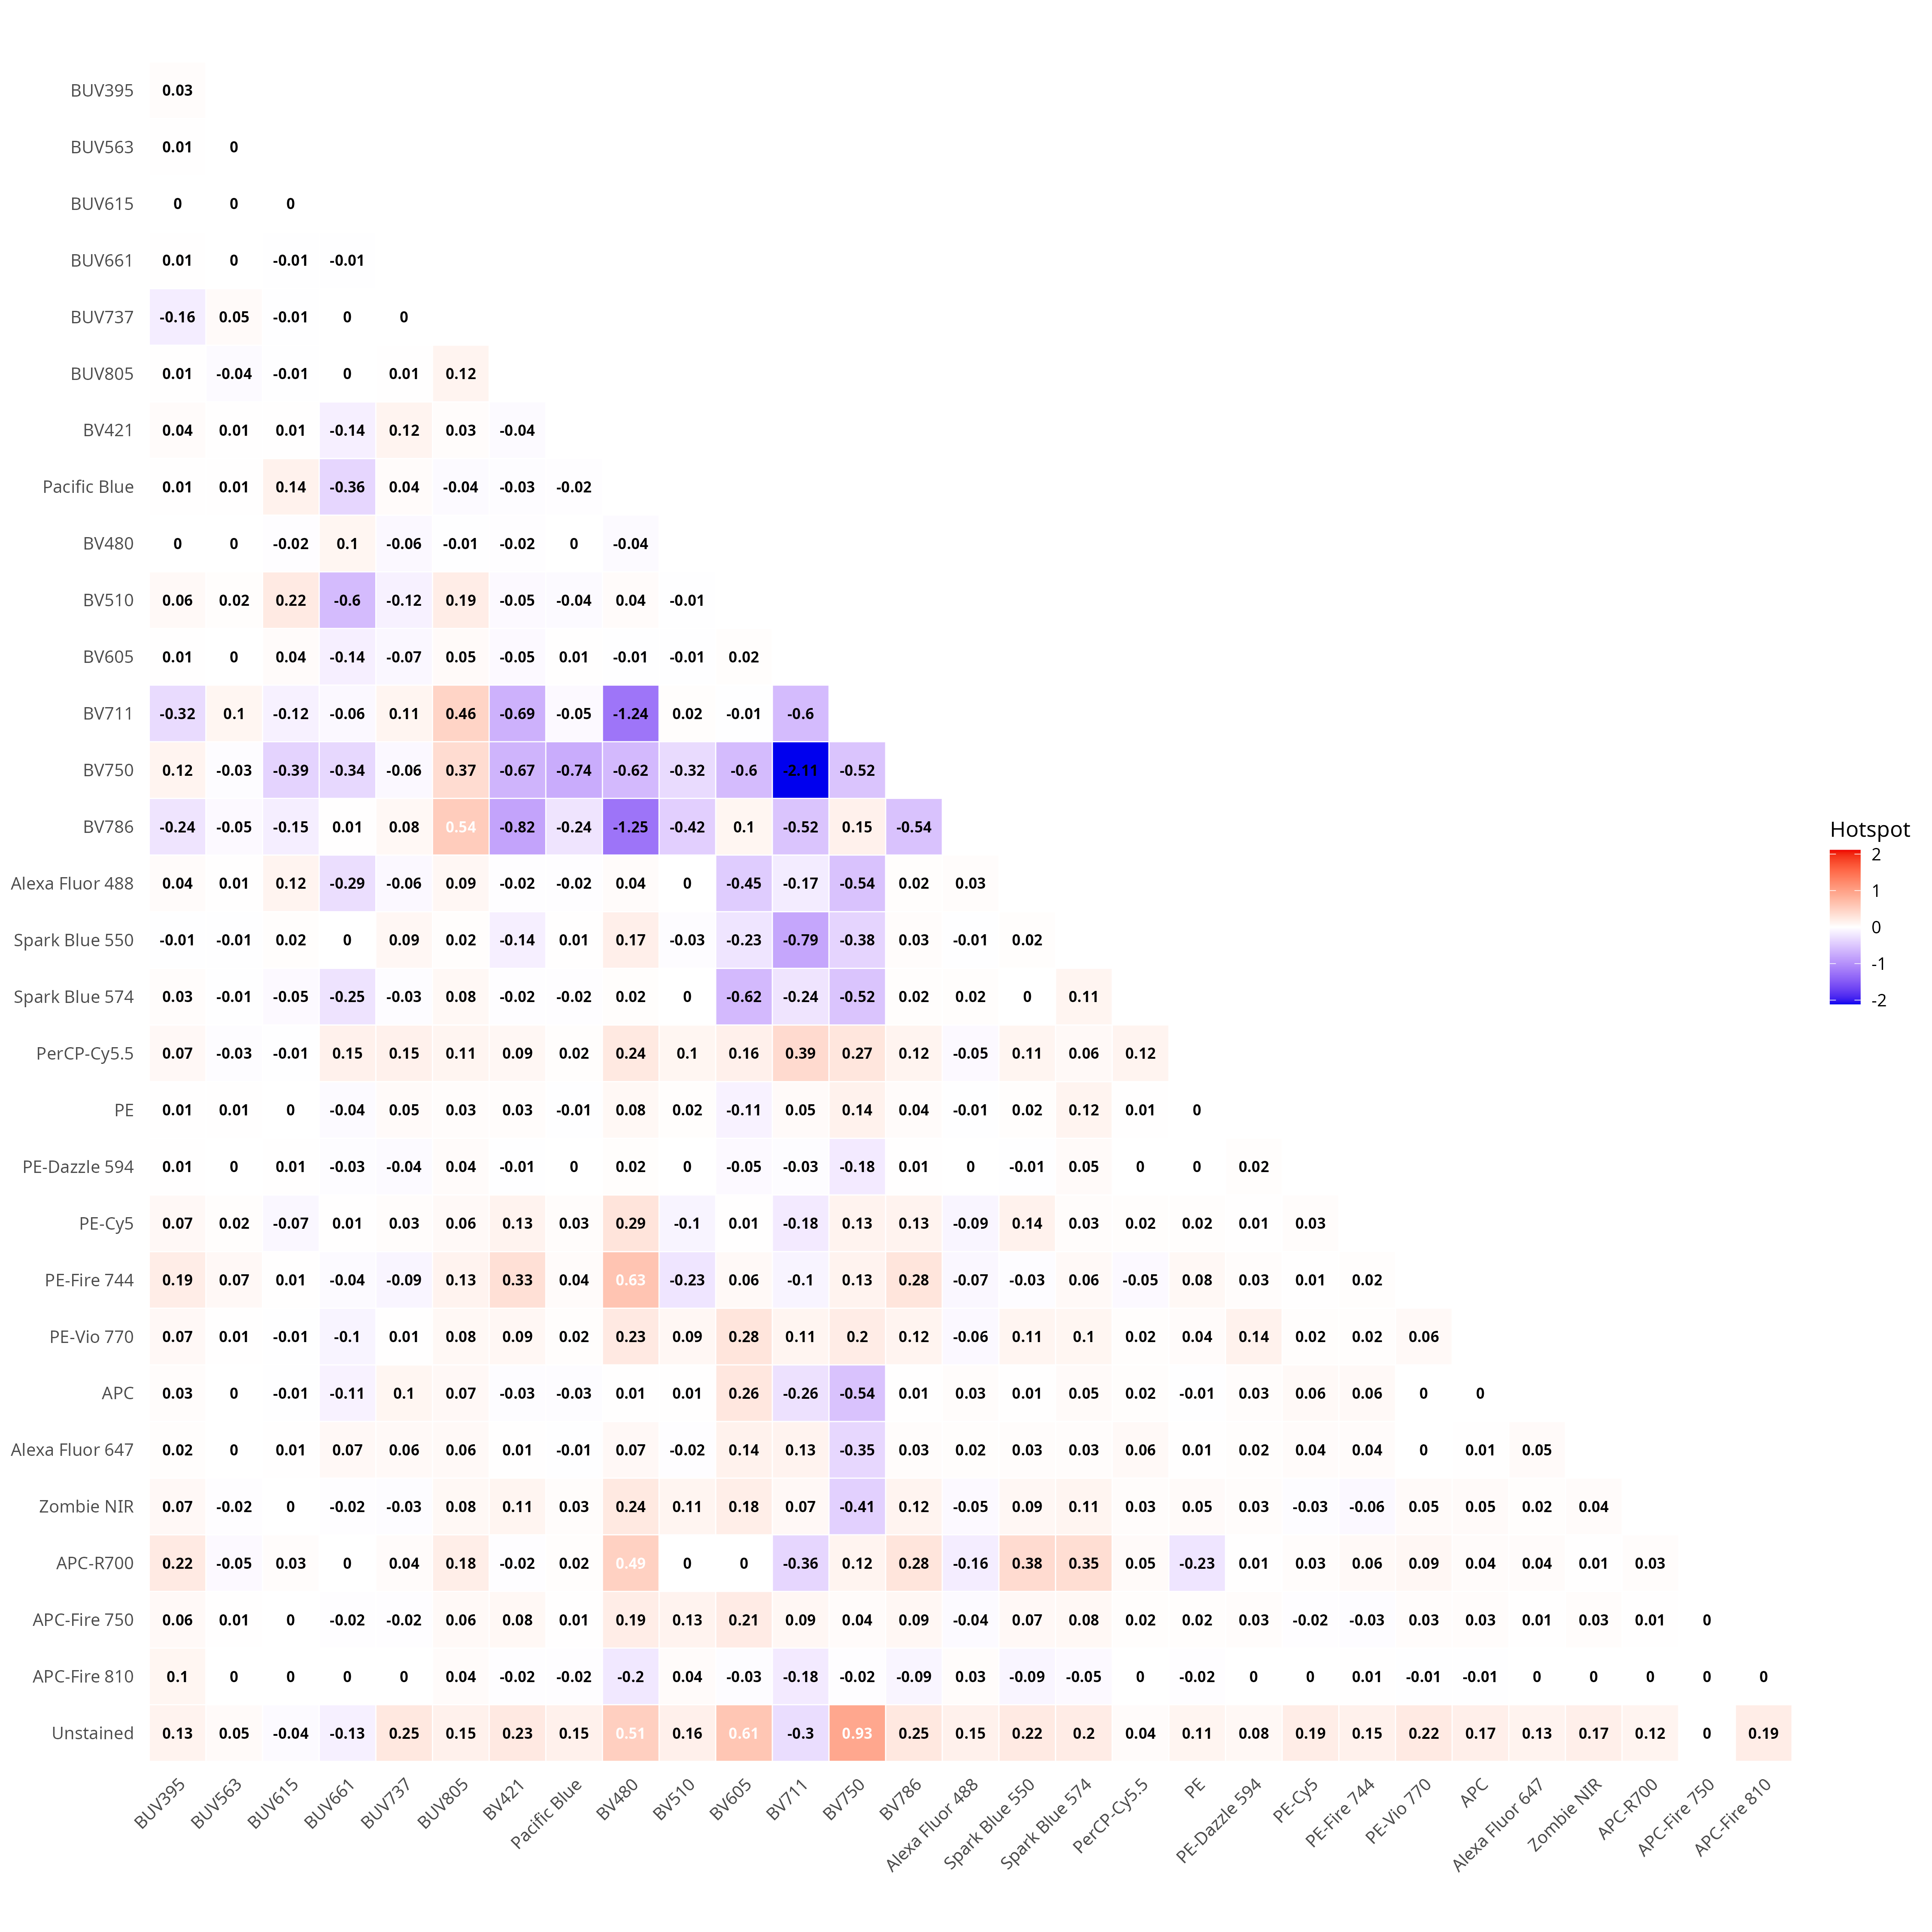 BUV395 0.03
BUV563 0.01 0
BUV615 0 0 0
BUV661 0.01 0 -0.01 -0.01
BUV737 -0.16 0.05 -0.01 0 0
BUV805 0.01 -0.04 -0.01 0 0.01 0.12
BV421 0.04 0.01 0.01 -0.14 0.12 0.03 -0.04
Pacific Blue 0.01 0.01 0.14 -0.36 0.04 -0.04 -0.03 -0.02
BV480 0 0 -0.02 0.1 -0.06 -0.01 -0.02 0 -0.04
BV510 0.06 0.02 0.22 -0.6 -0.12 0.19 -0.05 -0.04 0.04 -0.01
BV605 0.01 0 0.04 -0.14 -0.07 0.05 -0.05 0.01 -0.01 -0.01 0.02
BV711 -0.32 0.1 -0.12 -0.06 0.11 0.46 -0.69 -0.05 -1.24 0.02 -0.01 -0.6
BV750 0.12 -0.03 -0.39 -0.34 -0.06 0.37 -0.67 -0.74 -0.62 -0.32 -0.6 -2.11 -0.52
BV786 -0.24 -0.05 -0.15 0.01 0.08 0.54 -0.82 -0.24 -1.25 -0.42 0.1 -0.52 0.15 -0.54
Hotspot
2
1
0
-1
-2
Alexa Fluor 488 0.04 0.01 0.12 -0.29 -0.06 0.09 -0.02 -0.02 0.04 0 -0.45 -0.17 -0.54 0.02 0.03
Spark Blue 550 -0.01 -0.01 0.02 0 0.09 0.02 -0.14 0.01 0.17 -0.03 -0.23 -0.79 -0.38 0.03 -0.01 0.02
Spark Blue 574 0.03 -0.01 -0.05 -0.25 -0.03 0.08 -0.02 -0.02 0.02 0 -0.62 -0.24 -0.52 0.02 0.02 0 0.11
PerCP-Cy5.5 0.07 -0.03 -0.01 0.15 0.15 0.11 0.09 0.02 0.24 0.1 0.16 0.39 0.27 0.12 -0.05 0.11 0.06 0.12
PE 0.01 0.01 0 -0.04 0.05 0.03 0.03 -0.01 0.08 0.02 -0.11 0.05 0.14 0.04 -0.01 0.02 0.12 0.01 0
PE-Dazzle 594 0.01 0 0.01 -0.03 -0.04 0.04 -0.01 0 0.02 0 -0.05 -0.03 -0.18 0.01 0 -0.01 0.05 0 0 0.02
PE-Cy5 0.07 0.02 -0.07 0.01 0.03 0.06 0.13 0.03 0.29 -0.1 0.01 -0.18 0.13 0.13 -0.09 0.14 0.03 0.02 0.02 0.01 0.03
PE-Fire 744 0.19 0.07 0.01 -0.04 -0.09 0.13 0.33 0.04 0.63 -0.23 0.06 -0.1 0.13 0.28 -0.07 -0.03 0.06 -0.05 0.08 0.03 0.01 0.02
PE-Vio 770 0.07 0.01 -0.01 -0.1 0.01 0.08 0.09 0.02 0.23 0.09 0.28 0.11 0.2 0.12 -0.06 0.11 0.1 0.02 0.04 0.14 0.02 0.02 0.06
APC 0.03 0 -0.01 -0.11 0.1 0.07 -0.03 -0.03 0.01 0.01 0.26 -0.26 -0.54 0.01 0.03 0.01 0.05 0.02 -0.01 0.03 0.06 0.06 0 0
Alexa Fluor 647 0.02 0 0.01 0.07 0.06 0.06 0.01 -0.01 0.07 -0.02 0.14 0.13 -0.35 0.03 0.02 0.03 0.03 0.06 0.01 0.02 0.04 0.04 0 0.01 0.05
Zombie NIR 0.07 -0.02 0 -0.02 -0.03 0.08 0.11 0.03 0.24 0.11 0.18 0.07 -0.41 0.12 -0.05 0.09 0.11 0.03 0.05 0.03 -0.03 -0.06 0.05 0.05 0.02 0.04
APC-R700 0.22 -0.05 0.03 0 0.04 0.18 -0.02 0.02 0.49 0 0 -0.36 0.12 0.28 -0.16 0.38 0.35 0.05 -0.23 0.01 0.03 0.06 0.09 0.04 0.04 0.01 0.03
APC-Fire 750 0.06 0.01 0 -0.02 -0.02 0.06 0.08 0.01 0.19 0.13 0.21 0.09 0.04 0.09 -0.04 0.07 0.08 0.02 0.02 0.03 -0.02 -0.03 0.03 0.03 0.01 0.03 0.01 0
APC-Fire 810 0.1 0 0 0 0 0.04 -0.02 -0.02 -0.2 0.04 -0.03 -0.18 -0.02 -0.09 0.03 -0.09 -0.05 0 -0.02 0 0 0.01 -0.01 -0.01 0 0 0 0 0
Unstained 0.13 0.05 -0.04 -0.13 0.25 0.15 0.23 0.15 0.51 0.16 0.61 -0.3 0.93 0.25 0.15 0.22 0.2 0.04 0.11 0.08 0.19 0.15 0.22 0.17 0.13 0.17 0.12 0 0.19
BUV395 BUV563 BUV615 BUV661 BUV737 BUV805 BV421 Pacific Blue BV480 BV510 BV605 BV711 BV750 BV786 Alexa Fluor 488 Spark Blue 550 Spark Blue 574 PerCP-Cy5.5 PE PE-Dazzle 594 PE-Cy5 PE-Fire 744 PE-Vio 770 APC Alexa Fluor 647 Zombie NIR APC-R700 APC-Fire 750 APC-Fire 810